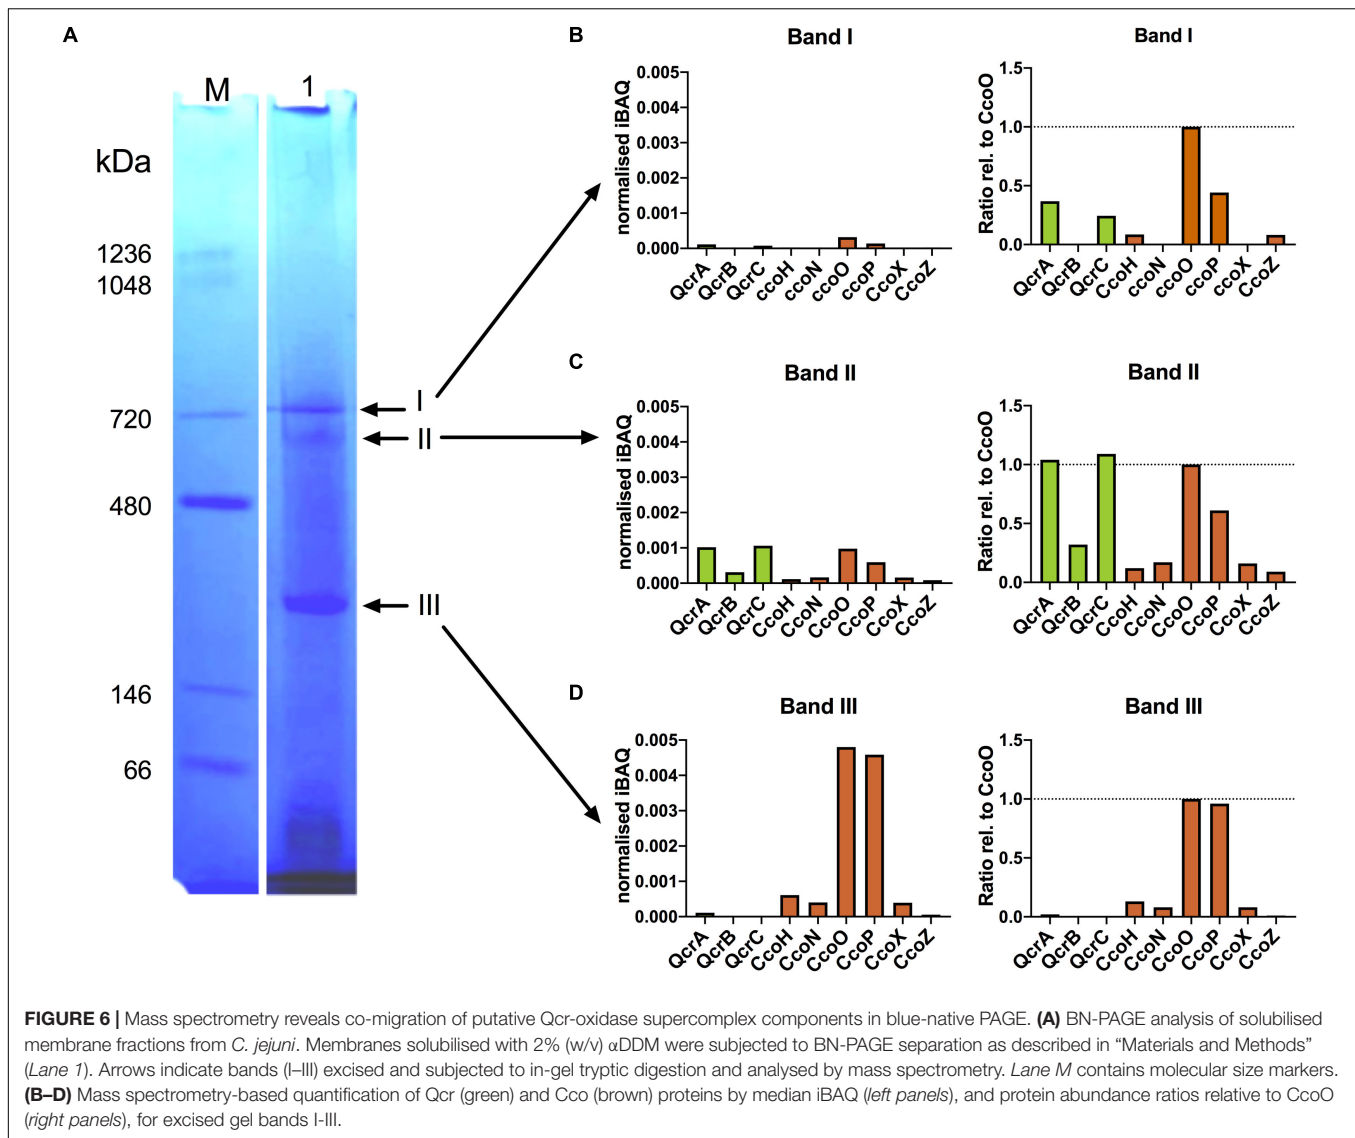 A
M
1
kDa
1236
1048
720
480
146
66
I
II
III
B
Band I
normalised iBAQ
0.005
0.004
0.003
0.002
0.001
0.000
QcrA
QcrB
QcrC
ccoH
ccoN
ccoO
ccoP
CcoX
CcoZ
Band I
Ratio rel. to CcoO
1.5
1.0
0.5
0.0
QcrA
QcrB
QcrC
CcoH
ccoN
ccoO
ccoP
ccoX
CcoZ
C
Band II
normalised iBAQ
0.005
0.004
0.003
0.002
0.001
0.000
QcrA
QcrB
QcrC
CcoH
CcoN
CcoO
CcoP
CcoX
CcoZ
Band II
Ratio rel. to CcoO
1.5
1.0
0.5
0.0
QcrA
QcrB
QcrC
CcoH
CcoN
CcoO
CcoP
CcoX
CcoZ
D
Band III
normalised iBAQ
0.005
0.004
0.003
0.002
0.001
0.000
QcrA
QcrB
QcrC
CcoH
CcoN
CcoO
CcoP
CcoX
CcoZ
Band III
Ratio rel. to CcoO
1.5
1.0
0.5
0.0
QcrA
QcrB
QcrC
CcoH
CcoN
CcoO
CcoP
CcoX
CcoZ
FIGURE 6 | Mass spectrometry reveals co-migration of putative Qcr-oxidase supercomplex components in blue-native PAGE. (A) BN-PAGE analysis of solubilised
membrane fractions from C. jejuni. Membranes solubilised with 2% (w/v) αDDM were subjected to BN-PAGE separation as described in “Materials and Methods”
(Lane 1). Arrows indicate bands (I–III) excised and subjected to in-gel tryptic digestion and analysed by mass spectrometry. Lane M contains molecular size markers.
(B–D) Mass spectrometry-based quantification of Qcr (green) and Cco (brown) proteins by median iBAQ (left panels), and protein abundance ratios relative to CcoO
(right panels), for excised gel bands I-III.